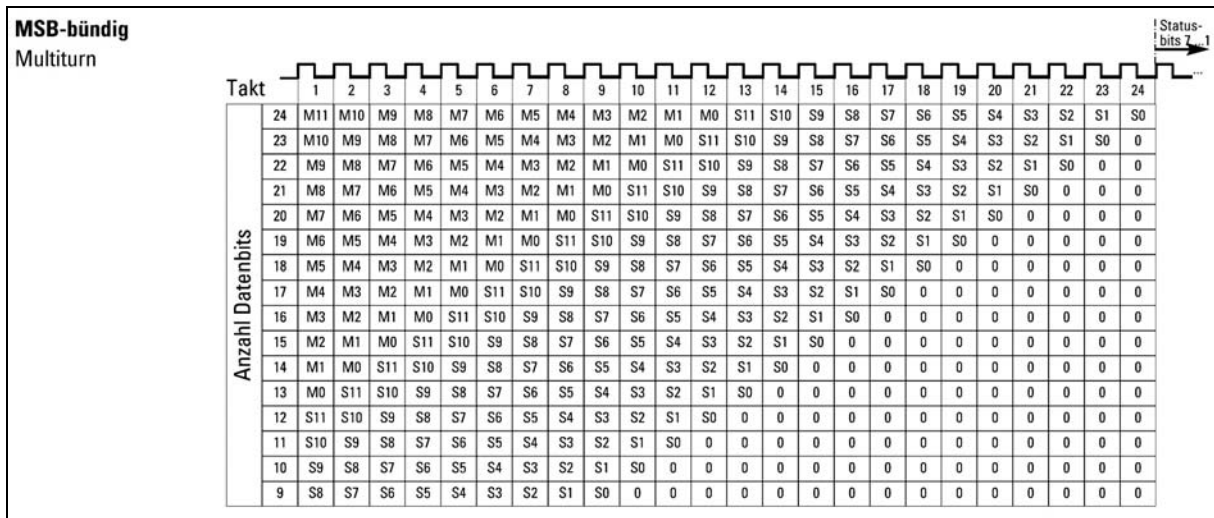 MSB-bündig
Multiturn
Status-
bits 7...1
...
Takt 1 2 3 4 5 6 7 8 9 10 11 12 13 14 15 16 17 18 19 20 21 22 23 24
Anzahl Datenbits
24 M11 M10 M9 M8 M7 M6 M5 M4 M3 M2 M1 M0 S11 S10 S9 S8 S7 S6 S5 S4 S3 S2 S1 S0
23 M10 M9 M8 M7 M6 M5 M4 M3 M2 M1 M0 S11 S10 S9 S8 S7 S6 S5 S4 S3 S2 S1 S0 0
22 M9 M8 M7 M6 M5 M4 M3 M2 M1 M0 S11 S10 S9 S8 S7 S6 S5 S4 S3 S2 S1 S0 0 0
21 M8 M7 M6 M5 M4 M3 M2 M1 M0 S11 S10 S9 S8 S7 S6 S5 S4 S3 S2 S1 S0 0 0 0
20 M7 M6 M5 M4 M3 M2 M1 M0 S11 S10 S9 S8 S7 S6 S5 S4 S3 S2 S1 S0 0 0 0 0
19 M6 M5 M4 M3 M2 M1 M0 S11 S10 S9 S8 S7 S6 S5 S4 S3 S2 S1 S0 0 0 0 0 0
18 M5 M4 M3 M2 M1 M0 S11 S10 S9 S8 S7 S6 S5 S4 S3 S2 S1 S0 0 0 0 0 0 0
17 M4 M3 M2 M1 M0 S11 S10 S9 S8 S7 S6 S5 S4 S3 S2 S1 S0 0 0 0 0 0 0 0
16 M3 M2 M1 M0 S11 S10 S9 S8 S7 S6 S5 S4 S3 S2 S1 S0 0 0 0 0 0 0 0 0
15 M2 M1 M0 S11 S10 S9 S8 S7 S6 S5 S4 S3 S2 S1 S0 0 0 0 0 0 0 0 0 0
14 M1 M0 S11 S10 S9 S8 S7 S6 S5 S4 S3 S2 S1 S0 0 0 0 0 0 0 0 0 0 0
13 M0 S11 S10 S9 S8 S7 S6 S5 S4 S3 S2 S1 S0 0 0 0 0 0 0 0 0 0 0 0
12 S11 S10 S9 S8 S7 S6 S5 S4 S3 S2 S1 S0 0 0 0 0 0 0 0 0 0 0 0 0
11 S10 S9 S8 S7 S6 S5 S4 S3 S2 S1 S0 0 0 0 0 0 0 0 0 0 0 0 0 0
10 S9 S8 S7 S6 S5 S4 S3 S2 S1 S0 0 0 0 0 0 0 0 0 0 0 0 0 0 0
9 S8 S7 S6 S5 S4 S3 S2 S1 S0 0 0 0 0 0 0 0 0 0 0 0 0 0 0 0